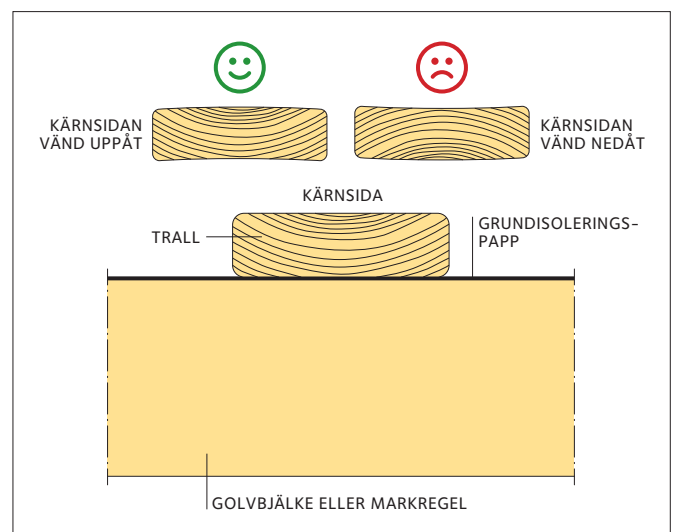 KÄRNSIDAN
VÄND UPPÅT
KÄRNSIDAN
VÄND NEDÅT
KÄRNSIDA
TRALL
GRUNDISOLERINGS-
PAPP
GOLVBJÄLKE ELLER MARKREGEL